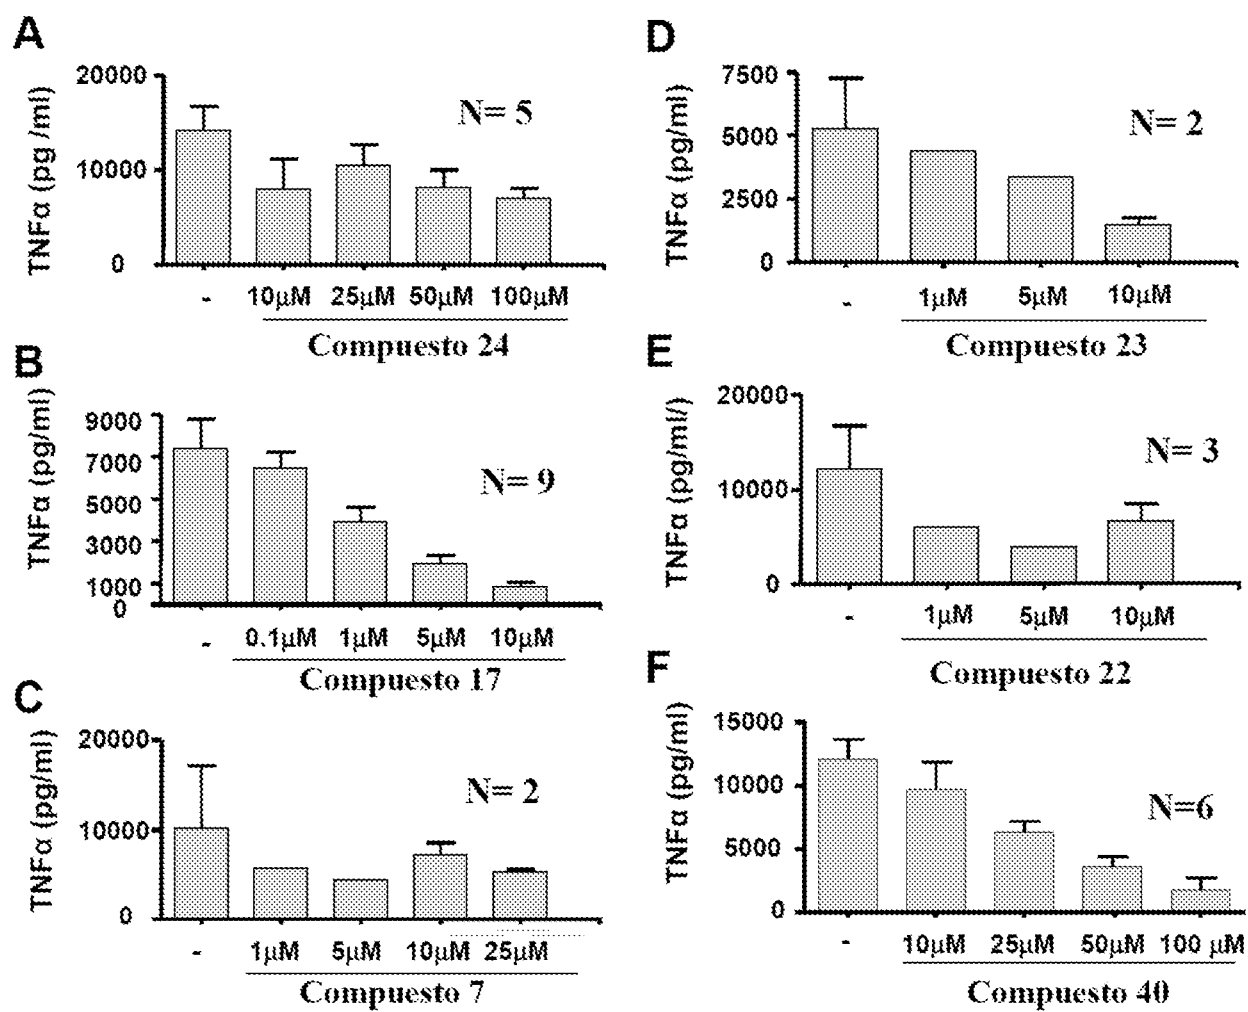 A
TNFα (pg /ml)
20000
10000
0
N= 5
- 10µM 25µM 50µM 100µM
Compuesto 24
B
TNFα (pg/ml)
9000
7000
5000
3000
1000
0
N= 9
- 0.1µM 1µM 5µM 10µM
Compuesto 17
C
TNFα (pg/ml)
20000
10000
0
N= 2
- 1µM 5µM 10µM 25µM
Compuesto 7
D
TNFα (pg/ml)
7500
5000
2500
0
N= 2
- 1µM 5µM 10µM
Compuesto 23
E
TNFα (pg/ml/)
20000
10000
0
N= 3
- 1µM 5µM 10µM
Compuesto 22
F
TNFα (pg/ml)
15000
10000
5000
0
N=6
- 10µM 25µM 50µM 100 µM
Compuesto 40